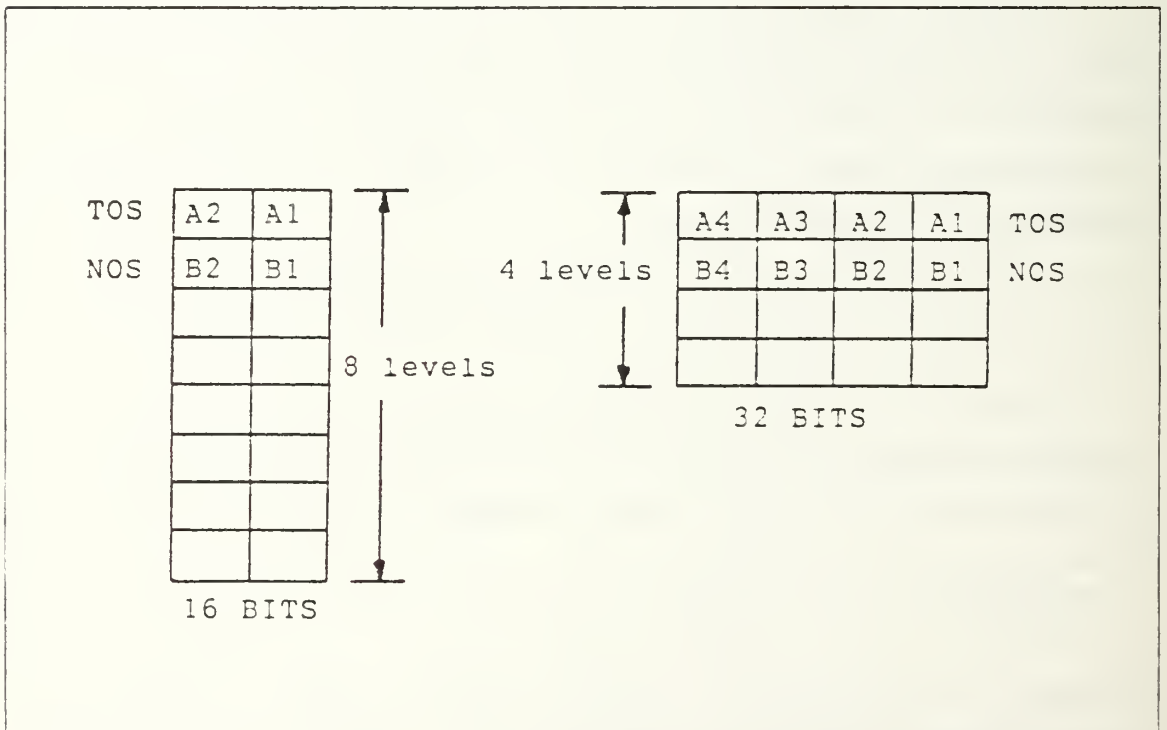 TOS A2 A1
NOS B2 B1
8 levels
16 BITS
4 levels
A4 A3 A2 A1 TOS
B4 B3 B2 B1 NOS
32 BITS